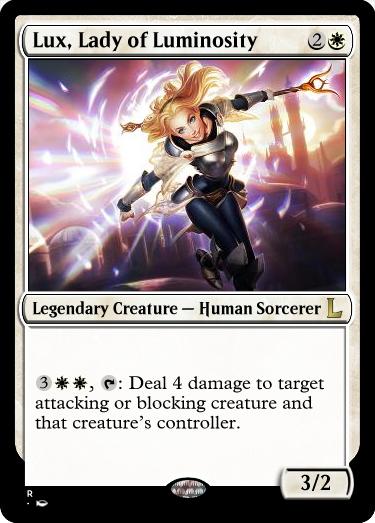 Lux, Lady of Luminosity 2
Legendary Creature — Human Sorcerer L
3, : Deal 4 damage to target
attacking or blocking creature and
that creature's controller.
3/2
R